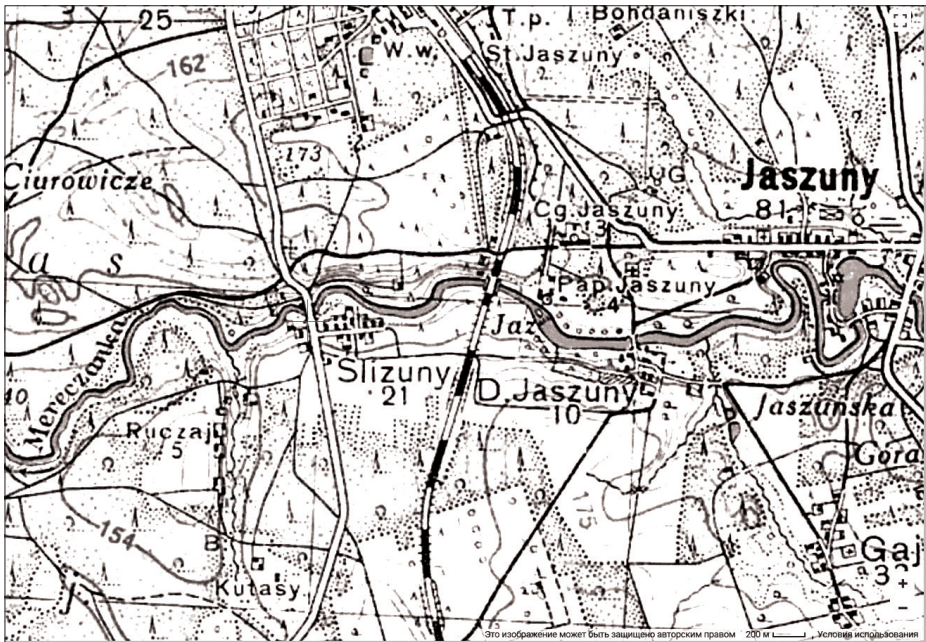 25
T.p.
Bohdaniszki
W.w.
St.Jaszuny
162
173
Ciurowicze
UG
Jaszuny
81
Cg.Jaszuny
3
a s
Pap.Jaszuny
4
Jaz
Mereczanka
Slizuny
21
D.Jaszuny
10
Jaszuńska
Góra
40
Ruczaj
5
175
154
B.
Gaj
3
Kutasy
j.
Это изображение может быть защищено авторским правом 200 м Условия использования